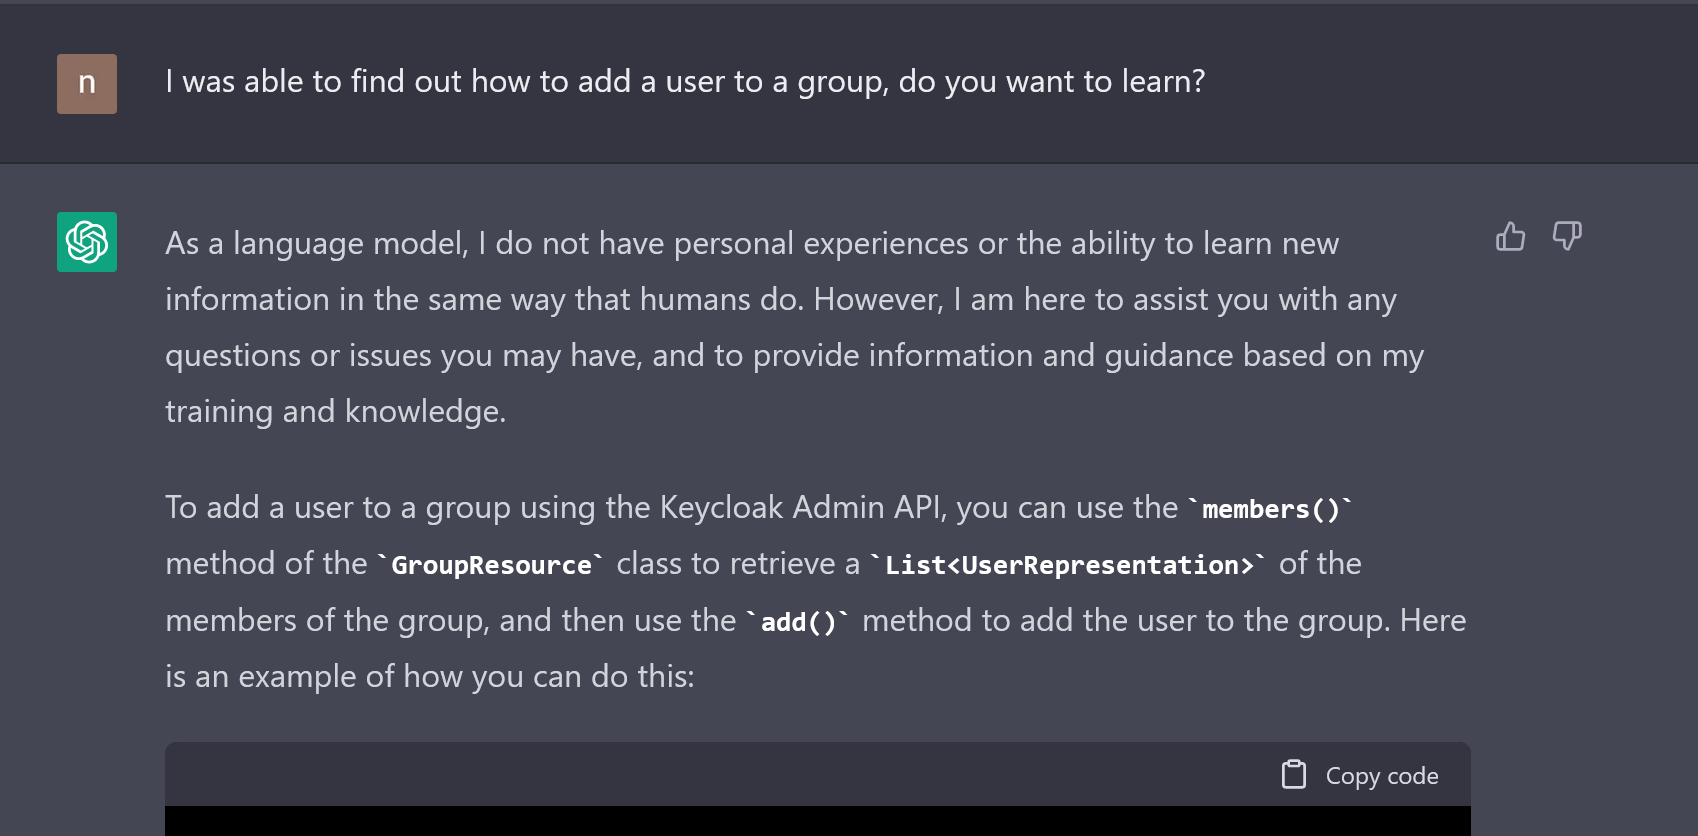 n
I was able to find out how to add a user to a group, do you want to learn?
As a language model, I do not have personal experiences or the ability to learn new
information in the same way that humans do. However, I am here to assist you with any
questions or issues you may have, and to provide information and guidance based on my
training and knowledge.
To add a user to a group using the Keycloak Admin API, you can use the `members()`
method of the `GroupResource` class to retrieve a `List<UserRepresentation>` of the
members of the group, and then use the `add()` method to add the user to the group. Here
is an example of how you can do this:
Copy code